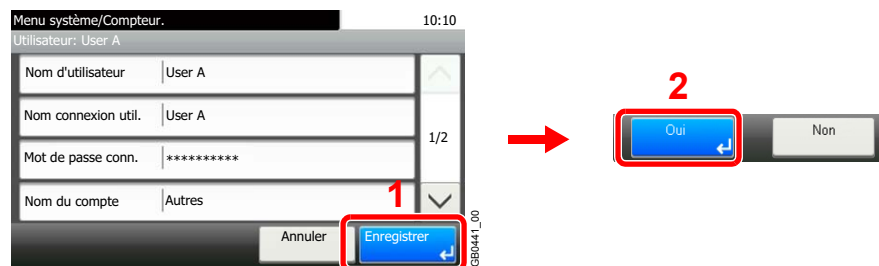 Menu système/Compteur. 10:10
Utilisateur: User A
Nom d'utilisateur User A
Nom connexion util. User A
1/2
Mot de passe conn. **********
Nom du compte Autres
1
Annuler Enregistrer
GB0441_00
2
Oui Non